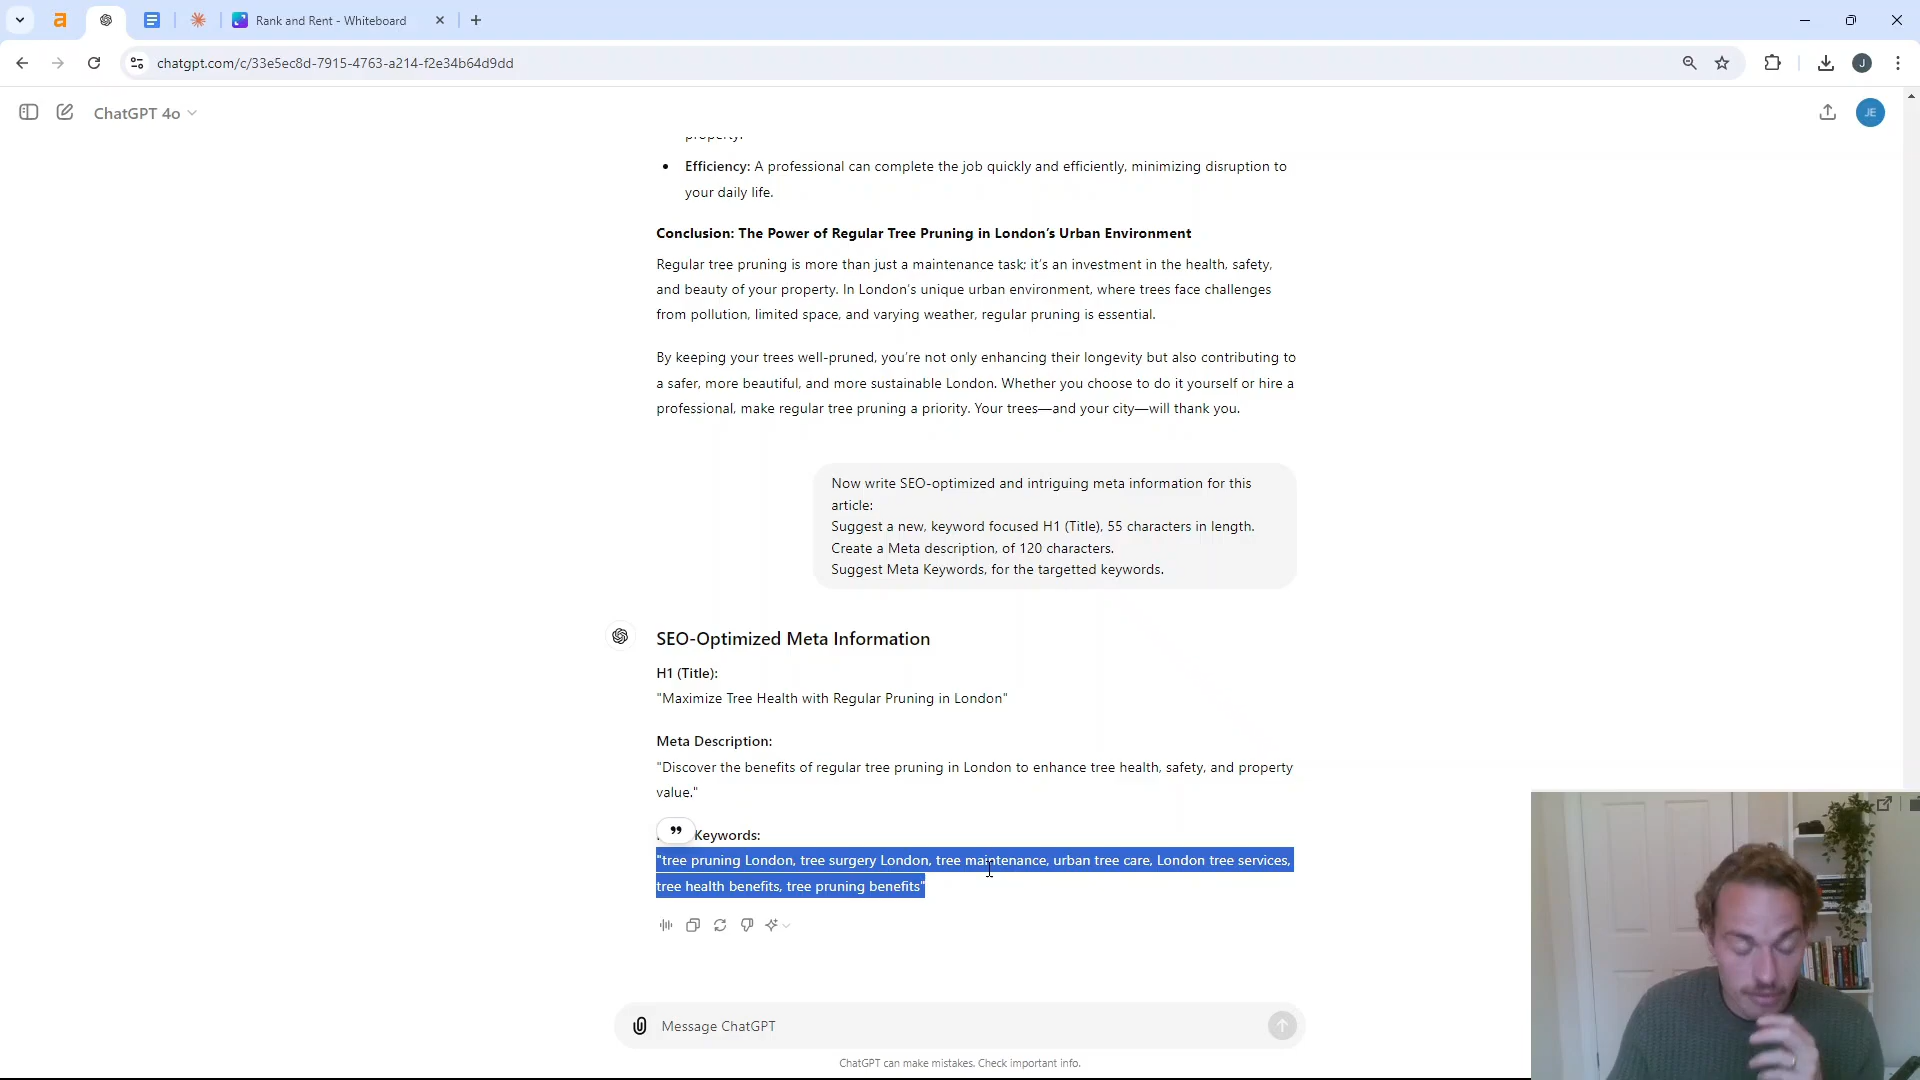 Rank and Rent - Whiteboard
chatgpt.com/c/33e5ec8d-7915-4763-a214-f2e34b64d9dd
J
ChatGPT 4o
JE
property.
Efficiency: A professional can complete the job quickly and efficiently, minimizing disruption to
your daily life.
Conclusion: The Power of Regular Tree Pruning in London's Urban Environment
Regular tree pruning is more than just a maintenance task; it's an investment in the health, safety,
and beauty of your property. In London's unique urban environment, where trees face challenges
from pollution, limited space, and varying weather, regular pruning is essential.
By keeping your trees well-pruned, you're not only enhancing their longevity but also contributing to
a safer, more beautiful, and more sustainable London. Whether you choose to do it yourself or hire a
professional, make regular tree pruning a priority. Your trees—and your city—will thank you.
Now write SEO-optimized and intriguing meta information for this
article:
Suggest a new, keyword focused H1 (Title), 55 characters in length.
Create a Meta description, of 120 characters.
Suggest Meta Keywords, for the targetted keywords.
SEO-Optimized Meta Information
H1 (Title):
"Maximize Tree Health with Regular Pruning in London"
Meta Description:
"Discover the benefits of regular tree pruning in London to enhance tree health, safety, and property
value."
Keywords:
"tree pruning London, tree surgery London, tree maintenance, urban tree care, London tree services,
tree health benefits, tree pruning benefits"
Message ChatGPT
ChatGPT can make mistakes. Check important info.